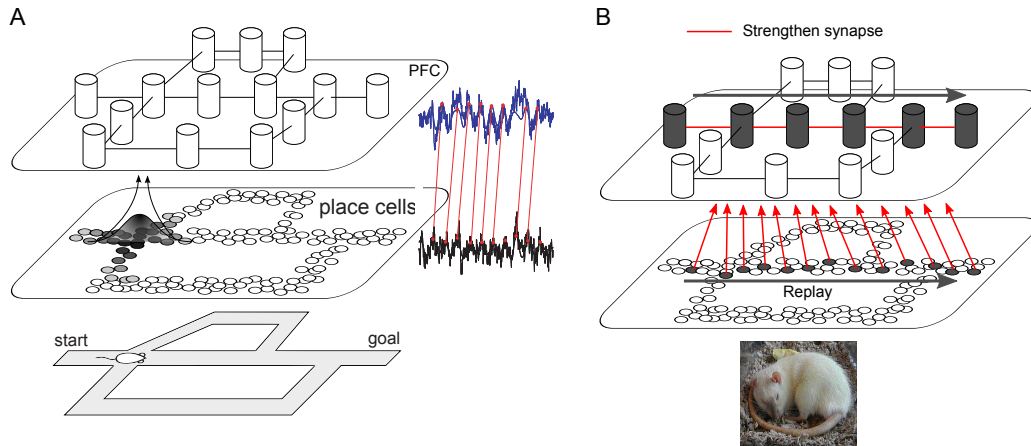 A
PFC
place cells
start
goal
B
Strengthen synapse
Replay